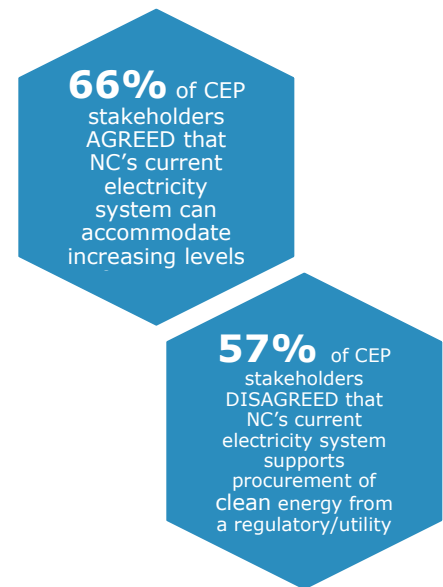 66% of CEP
stakeholders
AGREED that
NC's current
electricity
system can
accommodate
increasing levels
57% of CEP
stakeholders
DISAGREED that
NC's current
electricity system
supports
procurement of
clean energy from
a regulatory/utility